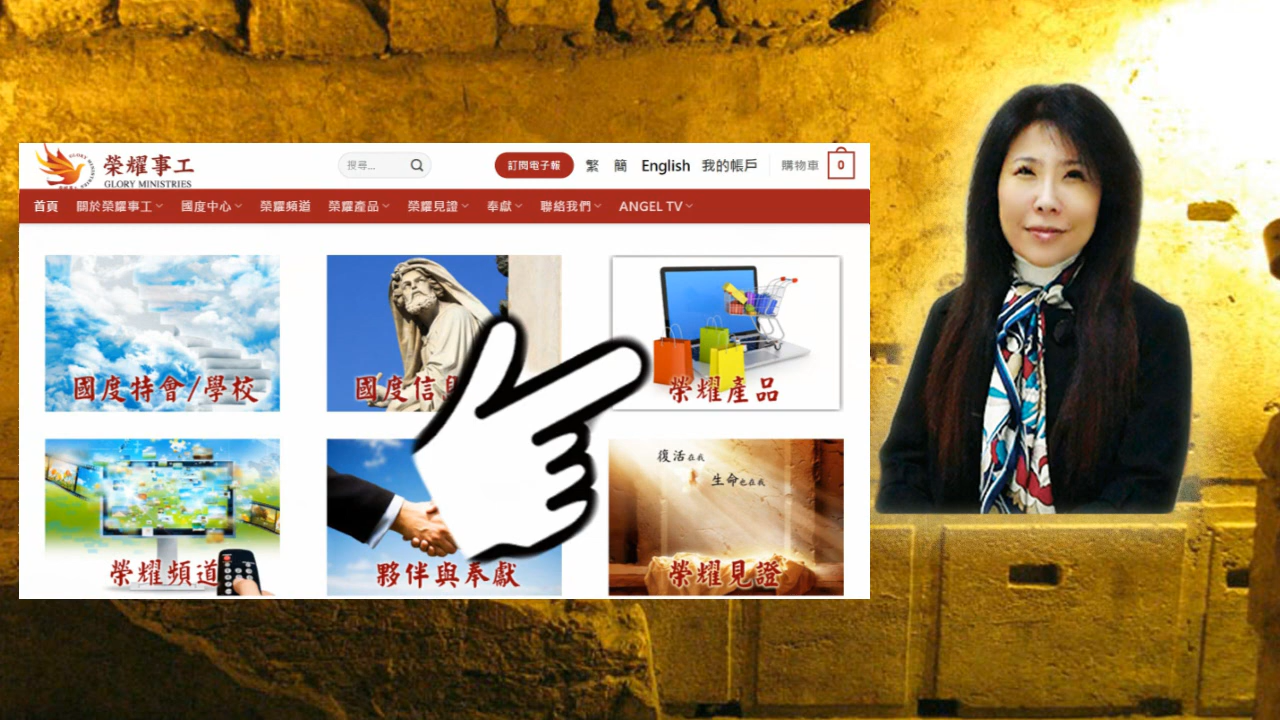 榮耀事工
GLORY MINISTRIES
搜尋...
訂閱電子報
繁 簡 English 我的帳戶 購物車 0
首頁 關於榮耀事工 國度中心 榮耀頻道 榮耀產品 榮耀見證 奉獻 聯絡我們 ANGEL TV
國度特會/學校
國度信
榮耀產品
復活在我
生命也在我
榮耀頻道
夥伴與奉獻
榮耀見證